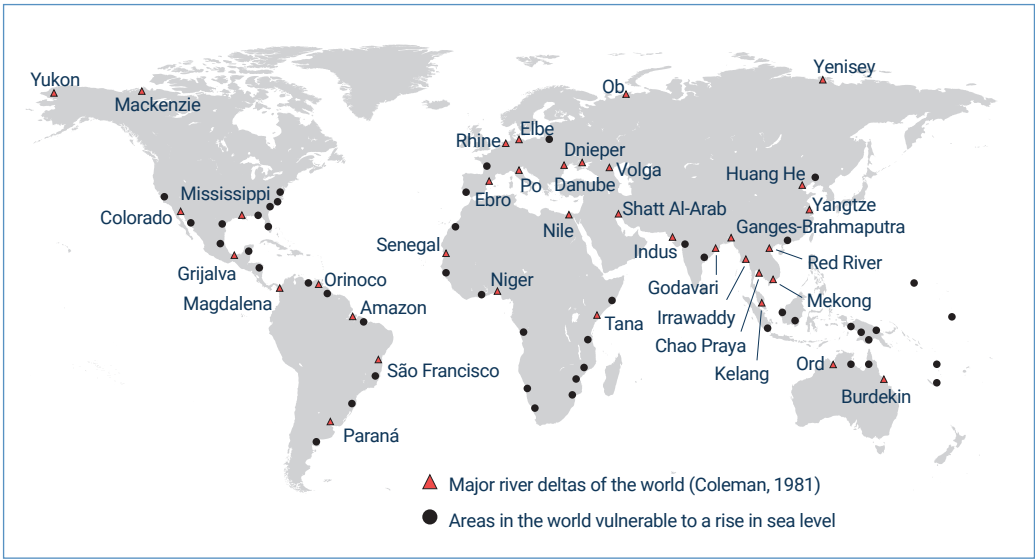 Yukon
Mackenzie
Ob
Yenisey
Rhine
Elbe
Dnieper
Volga
Danube
Po
Ebro
Huang He
Yangtze
Mississippi
Colorado
Shatt Al-Arab
Ganges-Brahmaputra
Nile
Senegal
Indus
Red River
Grijalva
Orinoco
Niger
Godavari
Magdalena
Amazon
Mekong
Irrawaddy
Tana
Chao Praya
Kelang
São Francisco
Ord
Burdekin
Paraná
Major river deltas of the world (Coleman, 1981)
Areas in the world vulnerable to a rise in sea level